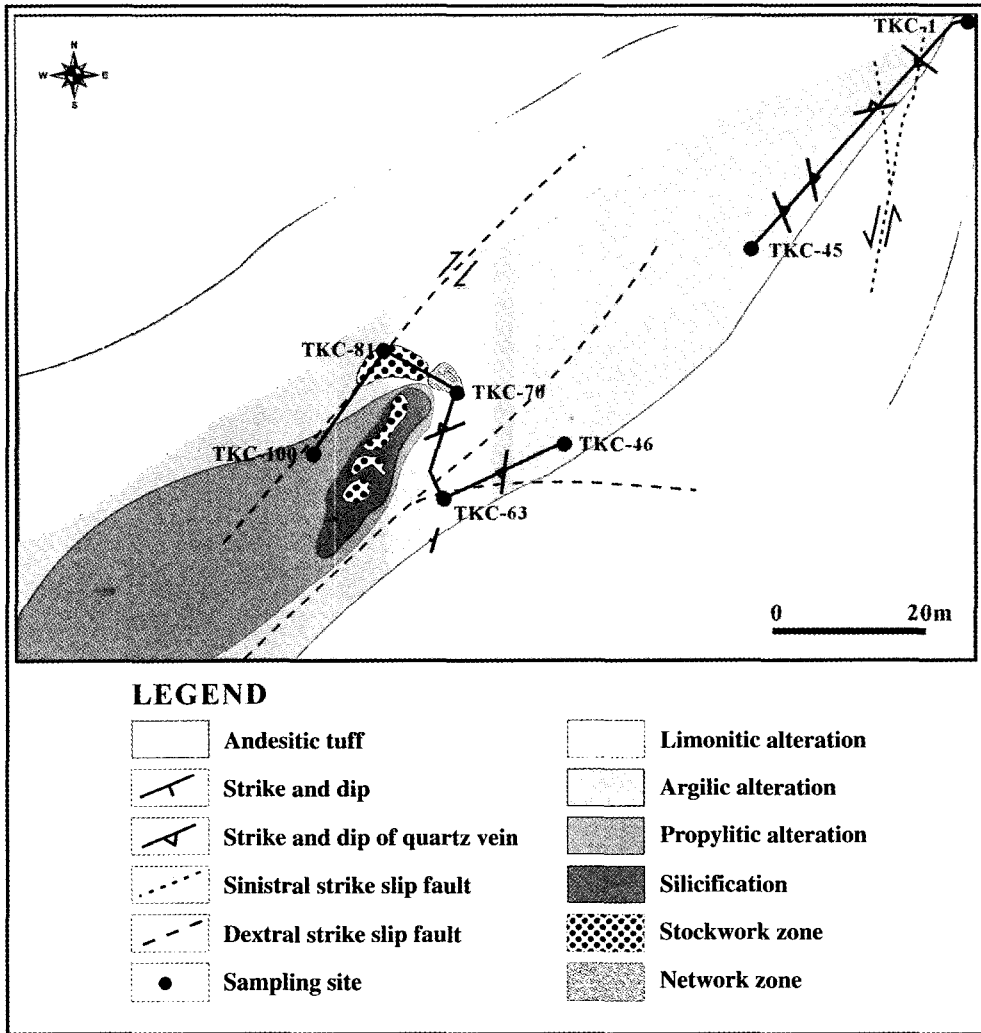 TKC-1
N
W E
S
TKC-45
TKC-81
TKC-70
TKC-100
TKC-46
TKC-63
0 20m
LEGEND
Andesitic tuff
Strike and dip
Strike and dip of quartz vein
Sinistral strike slip fault
Dextral strike slip fault
Sampling site
Limonitic alteration
Argilic alteration
Propylitic alteration
Silicification
Stockwork zone
Network zone